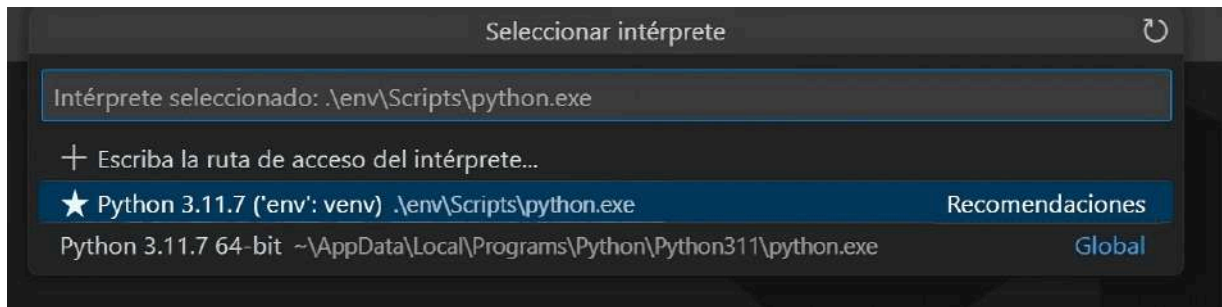 Seleccionar intérprete
Intérprete seleccionado: .\env\Scripts\python.exe
+ Escriba la ruta de acceso del intérprete...
★ Python 3.11.7 ('env': venv) .\env\Scripts\python.exe Recomendaciones
Python 3.11.7 64-bit ~\AppData\Local\Programs\Python\Python311\python.exe Global